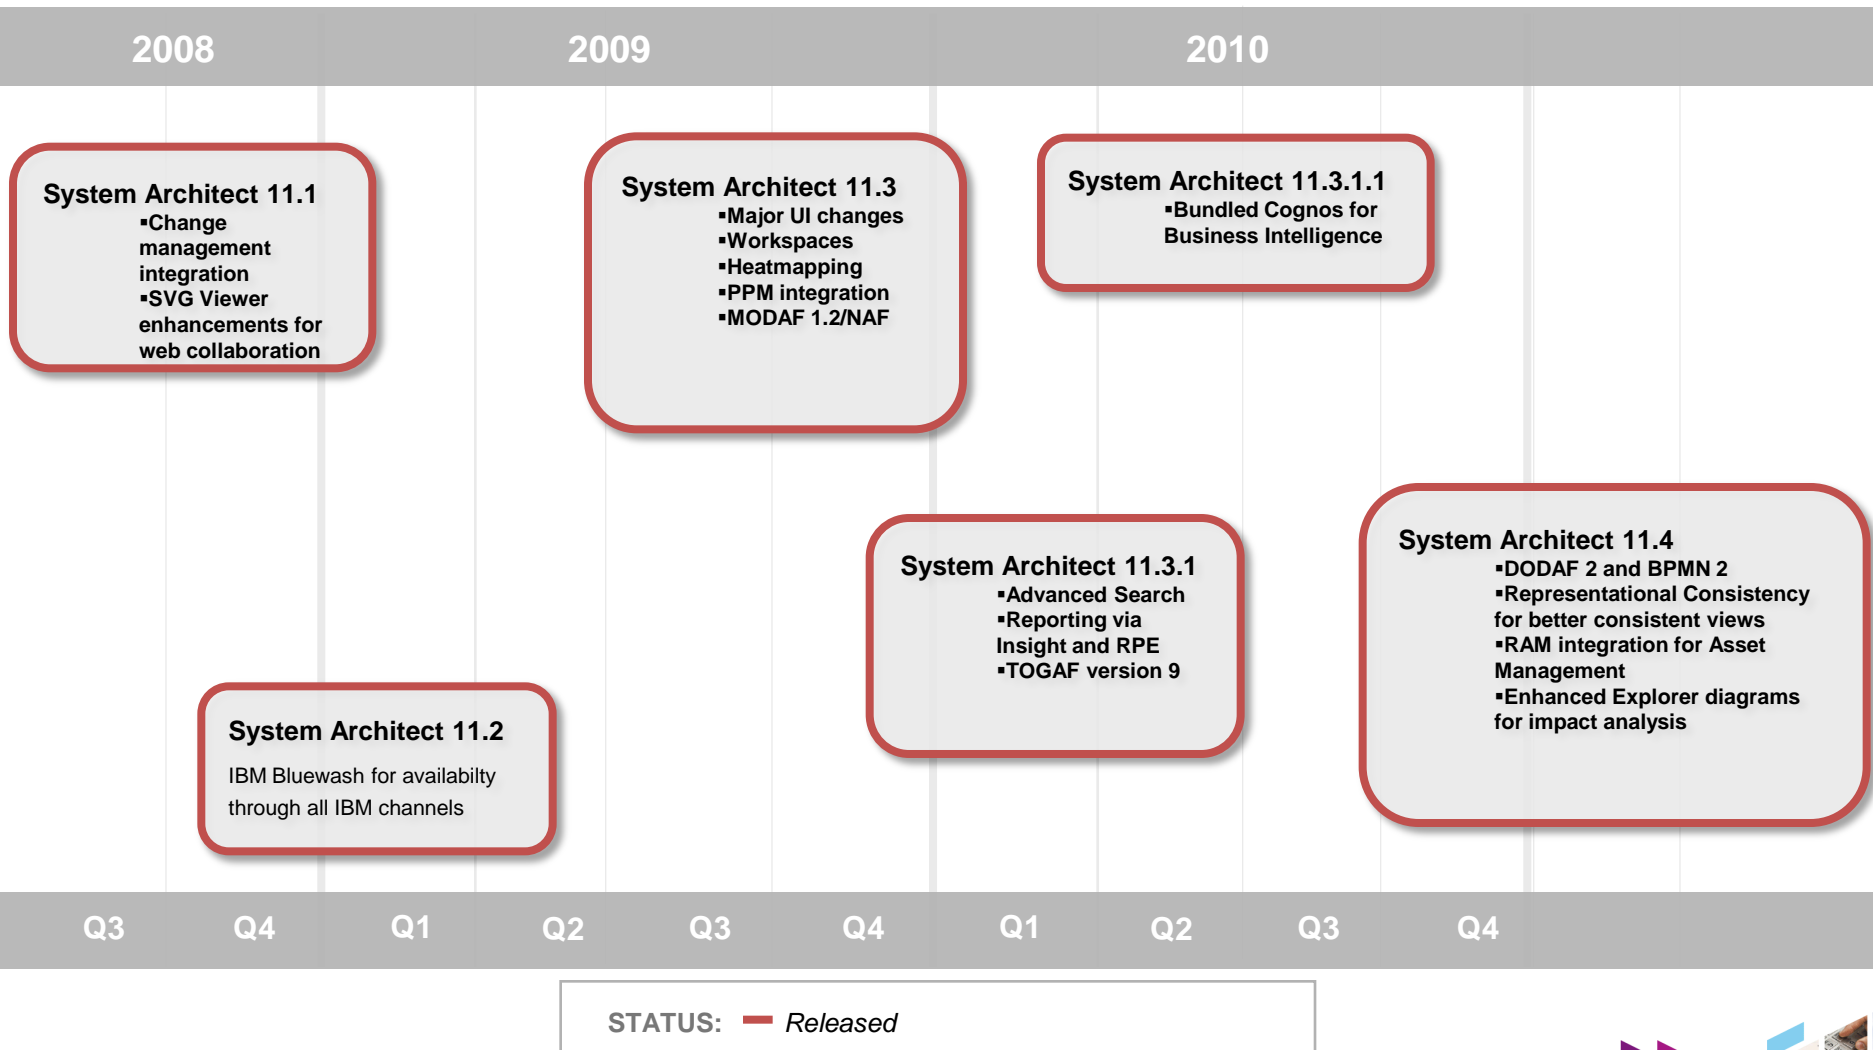 2008 2009 2010
System Architect 11.1
▪Change
management
integration
▪SVG Viewer
enhancements for
web collaboration
System Architect 11.3
▪Major UI changes
▪Workspaces
▪Heatmapping
▪PPM integration
▪MODAF 1.2/NAF
System Architect 11.3.1.1
▪Bundled Cognos for
Business Intelligence
System Architect 11.2
IBM Bluewash for availabilty
through all IBM channels
System Architect 11.3.1
▪Advanced Search
▪Reporting via
Insight and RPE
▪TOGAF version 9
System Architect 11.4
▪DODAF 2 and BPMN 2
▪Representational Consistency
for better consistent views
▪RAM integration for Asset
Management
▪Enhanced Explorer diagrams
for impact analysis
Q3 Q4 Q1 Q2 Q3 Q4 Q1 Q2 Q3 Q4
STATUS: Released